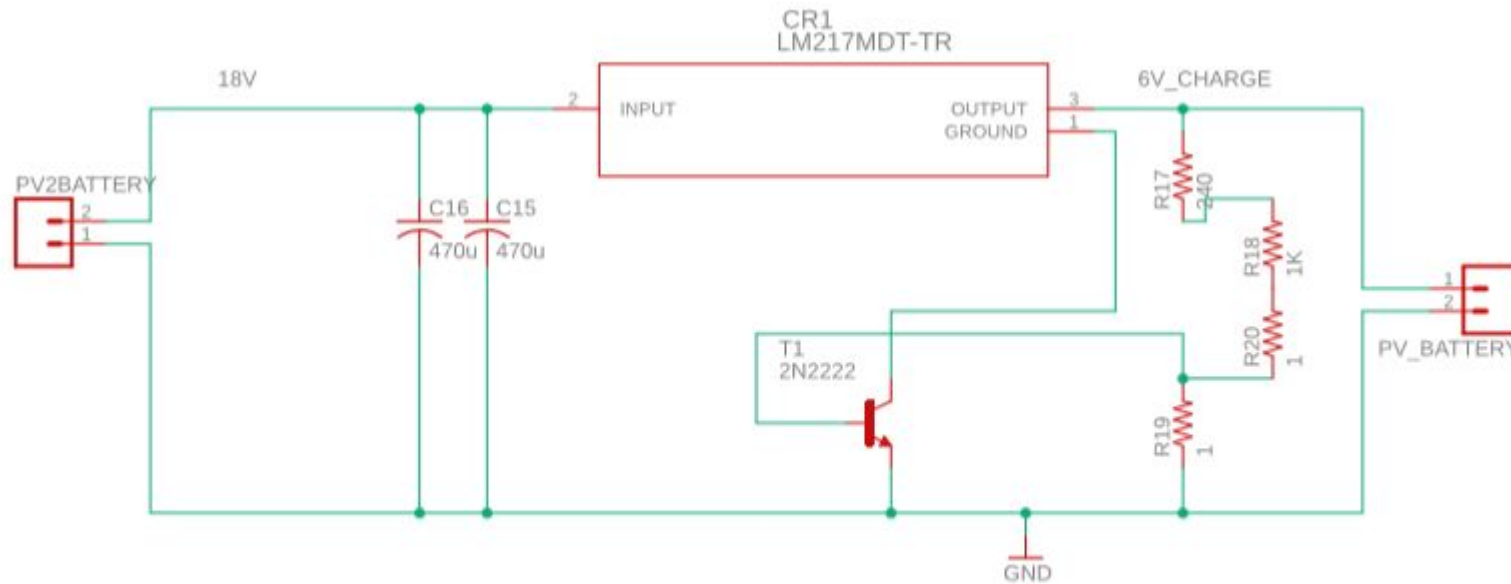 CR1
LM217MDT-TR
18V
6V_CHARGE
2
INPUT
OUTPUT
3
GROUND
1
PV2BATTERY
2
1
C16
470u
C15
470u
R17
240
R18
1K
1
2
PV_BATTERY
R20
1
T1
2N2222
R19
1
GND